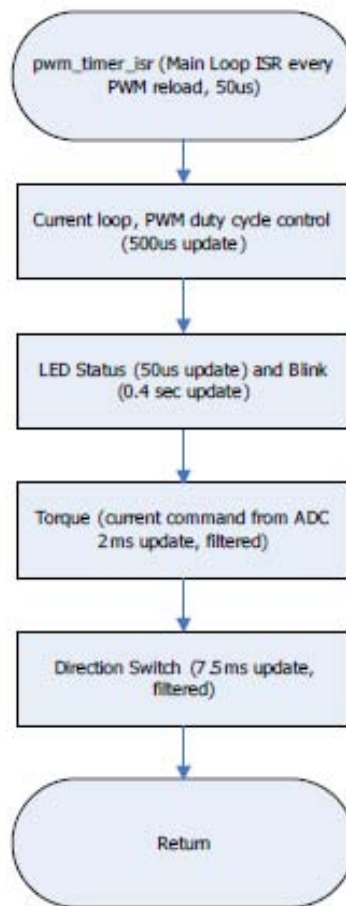 pwm_timer_isr (Main Loop ISR every
PWM reload, 50us)
Current loop, PWM duty cycle control
(500us update)
LED Status (50us update) and Blink
(0.4 sec update)
Torque (current command from ADC
2ms update, filtered)
Direction Switch (7.5ms update,
filtered)
Return